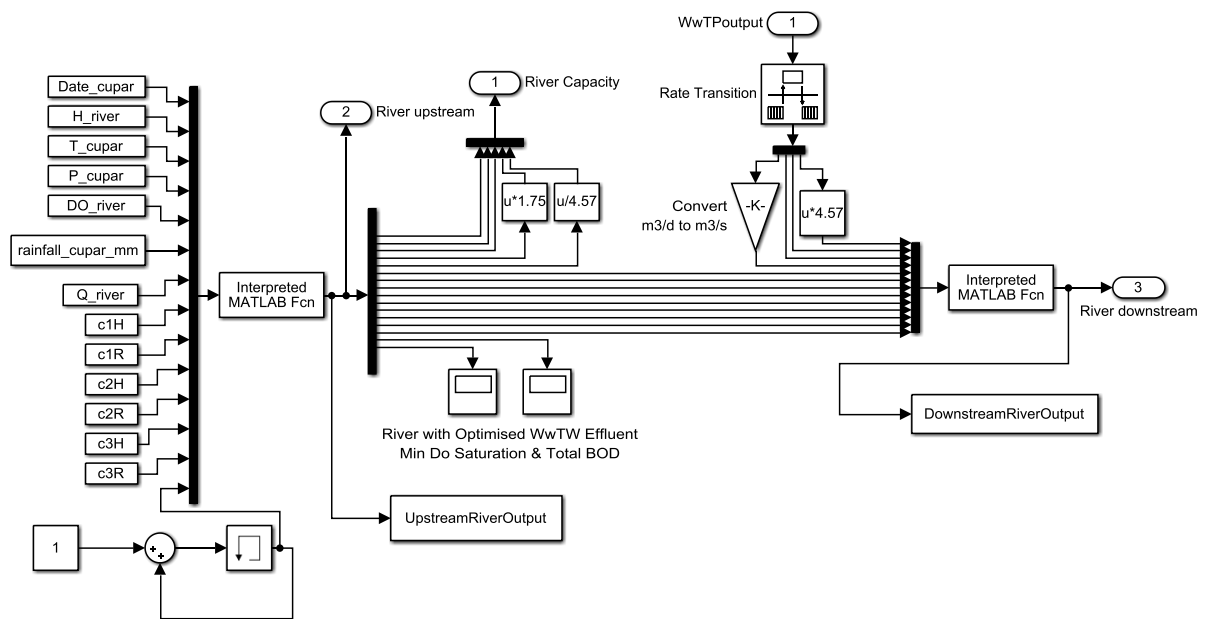 WwTPoutput
1
Rate Transition
1
River Capacity
2
River upstream
Date_cupar
H_river
T_cupar
P_cupar
DO_river
rainfall_cupar_mm
Q_river
c1H
c1R
c2H
c2R
c3H
c3R
1
Interpreted
MATLAB Fcn
u*1.75
u/4.57
Convert
m3/d to m3/s
-K-
u*4.57
Interpreted
MATLAB Fcn
3
River downstream
River with Optimised WwTW Effluent
Min Do Saturation & Total BOD
DownstreamRiverOutput
UpstreamRiverOutput